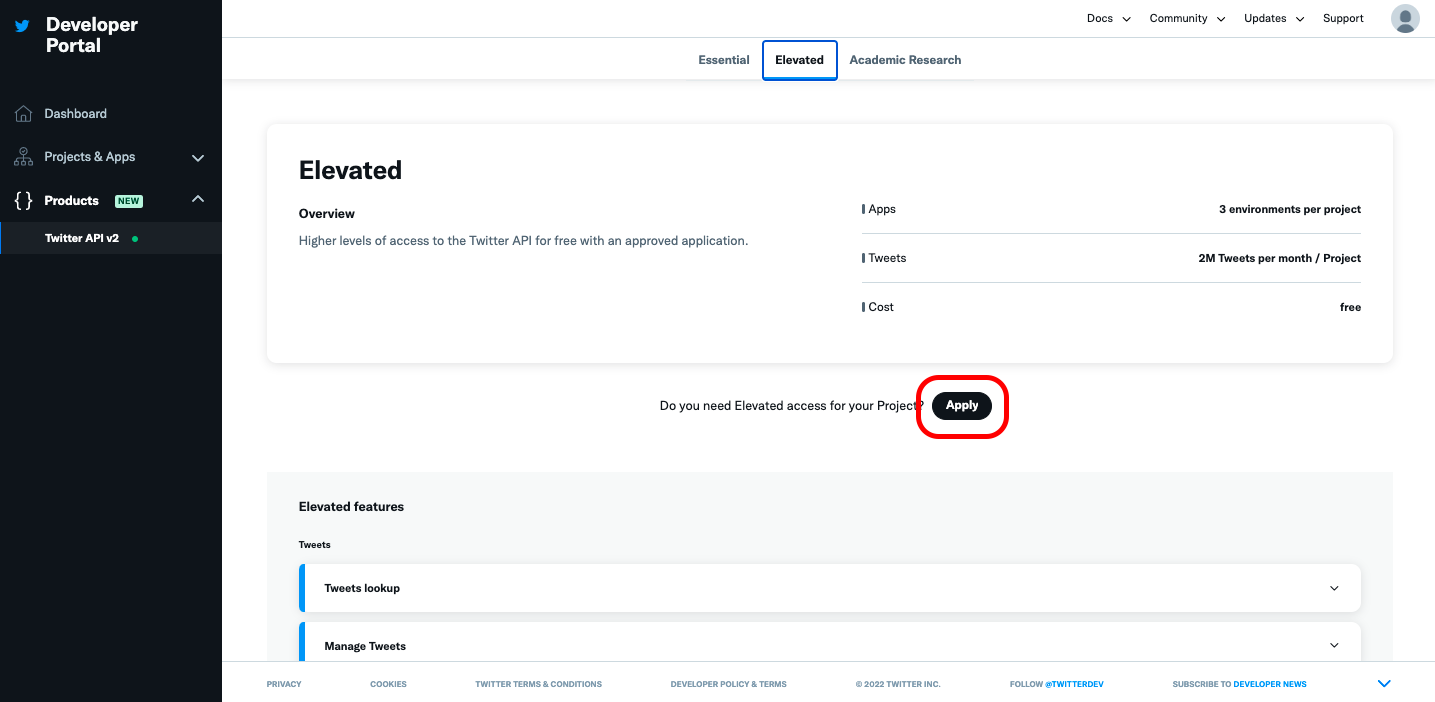 Developer
Portal
Docs
Community
Updates
Support
Essential
Elevated
Academic Research
Dashboard
Projects & Apps
{ } Products NEW
Twitter API v2
Elevated
Overview
Higher levels of access to the Twitter API for free with an approved application.
Apps 3 environments per project
Tweets 2M Tweets per month / Project
Cost free
Do you need Elevated access for your Project? Apply
Elevated features
Tweets
Tweets lookup
Manage Tweets
PRIVACY COOKIES TWITTER TERMS & CONDITIONS DEVELOPER POLICY & TERMS © 2022 TWITTER INC. FOLLOW @TWITTERDEV SUBSCRIBE TO DEVELOPER NEWS